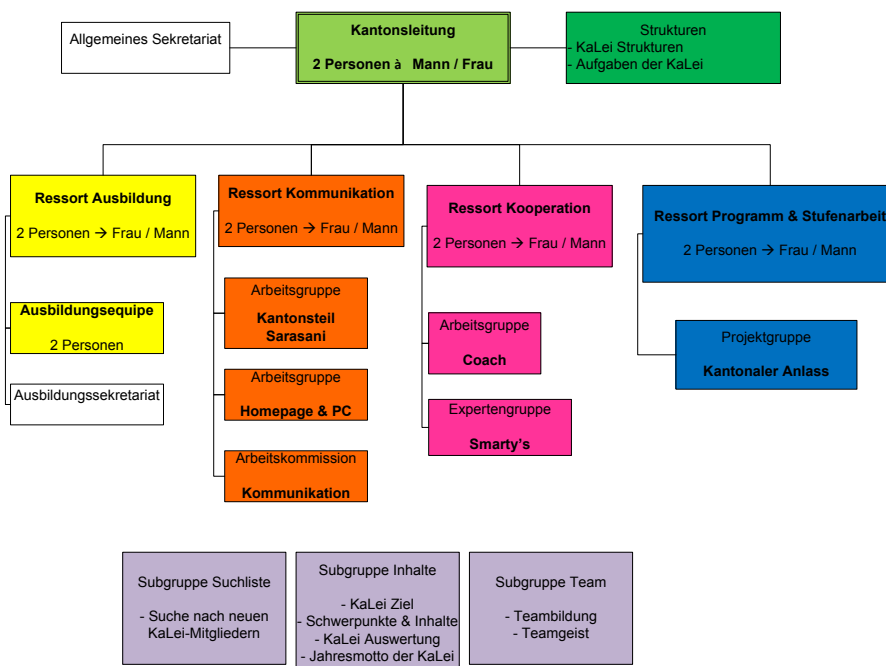 Allgemeines Sekretariat
Kantonsleitung
2 Personen à Mann / Frau
Strukturen
- KaLei Strukturen
- Aufgaben der KaLei
Ressort Ausbildung
2 Personen → Frau / Mann
Ressort Kommunikation
2 Personen → Frau / Mann
Ressort Kooperation
2 Personen → Frau / Mann
Ressort Programm & Stufenarbeit
2 Personen → Frau / Mann
Ausbildungsequipe
2 Personen
Ausbildungssekretariat
Arbeitsgruppe
Kantonsteil
Sarasani
Arbeitsgruppe
Homepage & PC
Arbeitskommission
Kommunikation
Arbeitsgruppe
Coach
Expertengruppe
Smarty's
Projektgruppe
Kantonaler Anlass
Subgruppe Suchliste
- Suche nach neuen
KaLei-Mitgliedern
Subgruppe Inhalte
- KaLei Ziel
- Schwerpunkte & Inhalte
- KaLei Auswertung
- Jahresmotto der KaLei
Subgruppe Team
- Teambildung
- Teamgeist